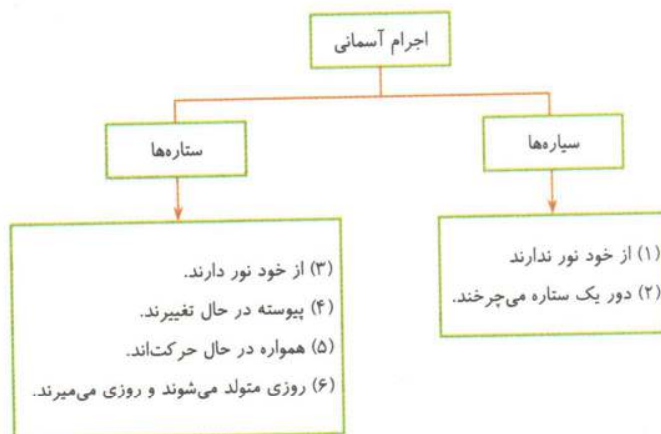 اجرام آسمانی
سیاره‌ها
ستاره‌ها
(۱) از خود نور ندارند
(۲) دور یک ستاره می‌چرخند.
(۳) از خود نور دارند.
(۴) پیوسته در حال تغییرند.
(۵) همواره در حال حرکت‌اند.
(۶) روزی متولد می‌شوند و روزی می‌میرند.